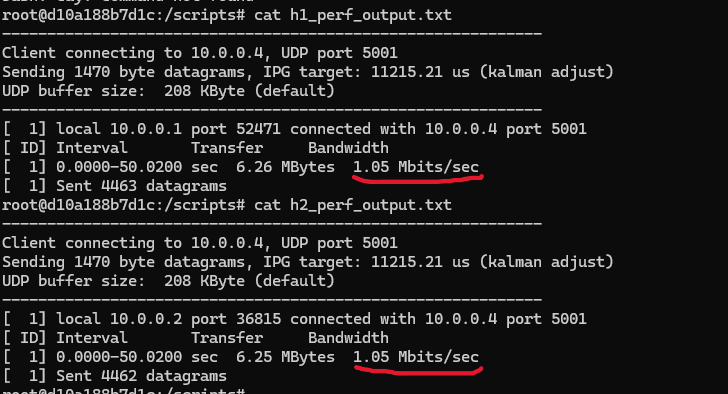 root@d10a188b7d1c:/scripts# cat h1_perf_output.txt
------------------------------------------------------------
Client connecting to 10.0.0.4, UDP port 5001
Sending 1470 byte datagrams, IPG target: 11215.21 us (kalman adjust)
UDP buffer size:  208 KByte (default)
------------------------------------------------------------
[  1] local 10.0.0.1 port 52471 connected with 10.0.0.4 port 5001
[ ID] Interval       Transfer     Bandwidth
[  1] 0.0000-50.0200 sec  6.26 MBytes  1.05 Mbits/sec
[  1] Sent 4463 datagrams
root@d10a188b7d1c:/scripts# cat h2_perf_output.txt
------------------------------------------------------------
Client connecting to 10.0.0.4, UDP port 5001
Sending 1470 byte datagrams, IPG target: 11215.21 us (kalman adjust)
UDP buffer size:  208 KByte (default)
------------------------------------------------------------
[  1] local 10.0.0.2 port 36815 connected with 10.0.0.4 port 5001
[ ID] Interval       Transfer     Bandwidth
[  1] 0.0000-50.0200 sec  6.25 MBytes  1.05 Mbits/sec
[  1] Sent 4462 datagrams
root@d10a188b7d1c:/scripts#